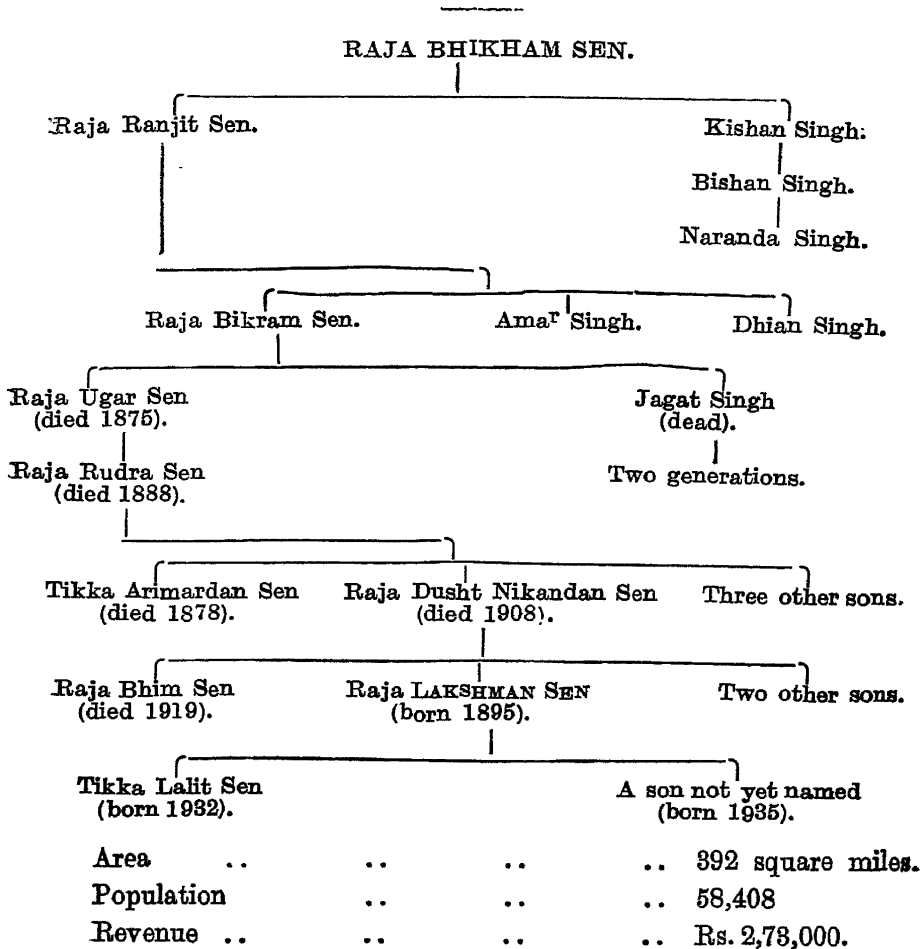 RAJA BHIKHAM SEN.
Raja Ranjit Sen.
Kishan Singh.
Bishan Singh.
Naranda Singh.
Raja Bikram Sen.
Amar Singh.
Dhian Singh.
Raja Ugar Sen
(died 1875).
Jagat Singh
(dead).
Raja Rudra Sen
(died 1888).
Two generations.
Tikka Arimardan Sen
(died 1878).
Raja Dusht Nikandan Sen
(died 1908).
Three other sons.
Raja Bhim Sen
(died 1919).
Raja LAKSHMAN SEN
(born 1895).
Two other sons.
Tikka Lalit Sen
(born 1932).
A son not yet named
(born 1935).
Area .. .. .. .. 392 square miles.
Population .. .. .. 58,408
Revenue .. .. .. .. Rs. 2,73,000.